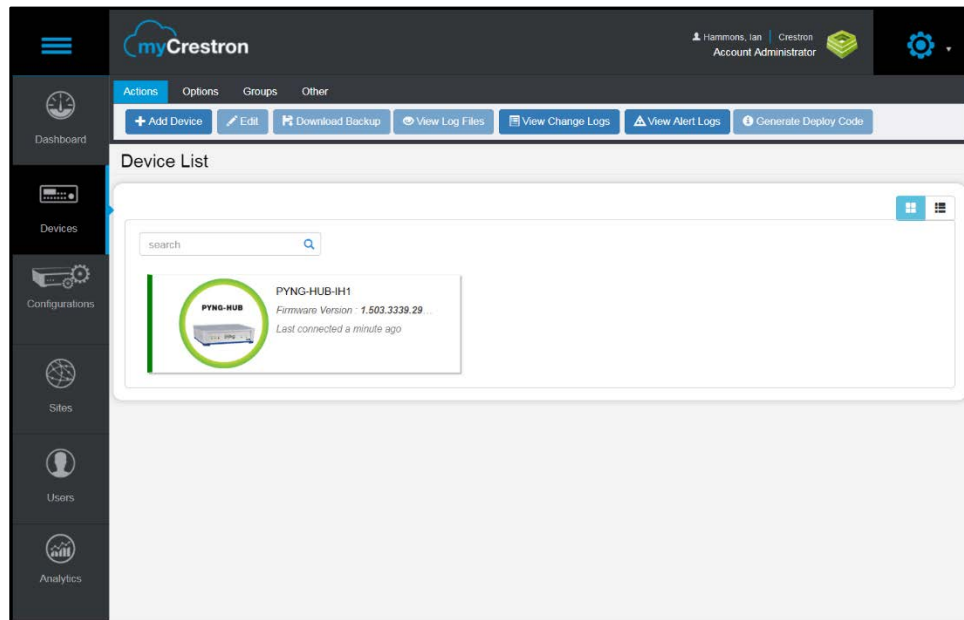 myCrestron
Hammons, Ian | Crestron
Account Administrator
Actions Options Groups Other
+ Add Device Edit Download Backup View Log Files View Change Logs View Alert Logs Generate Deploy Code
Dashboard
Devices
Configurations
Sites
Users
Analytics
Device List
search
PYNG-HUB
PYNG-HUB-IH1
Firmware Version : 1.503.3339.29...
Last connected a minute ago